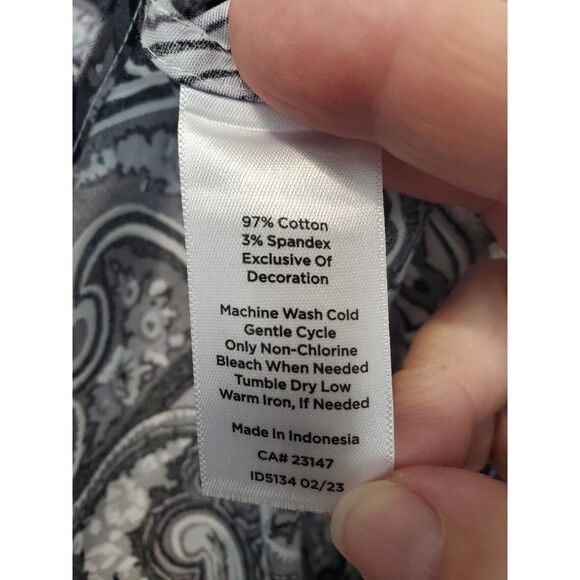 97% Cotton
3% Spandex
Exclusive Of
Decoration
Machine Wash Cold
Gentle Cycle
Only Non-Chlorine
Bleach When Needed
Tumble Dry Low
Warm Iron, If Needed
Made In Indonesia
CA# 23147
ID5134 02/23